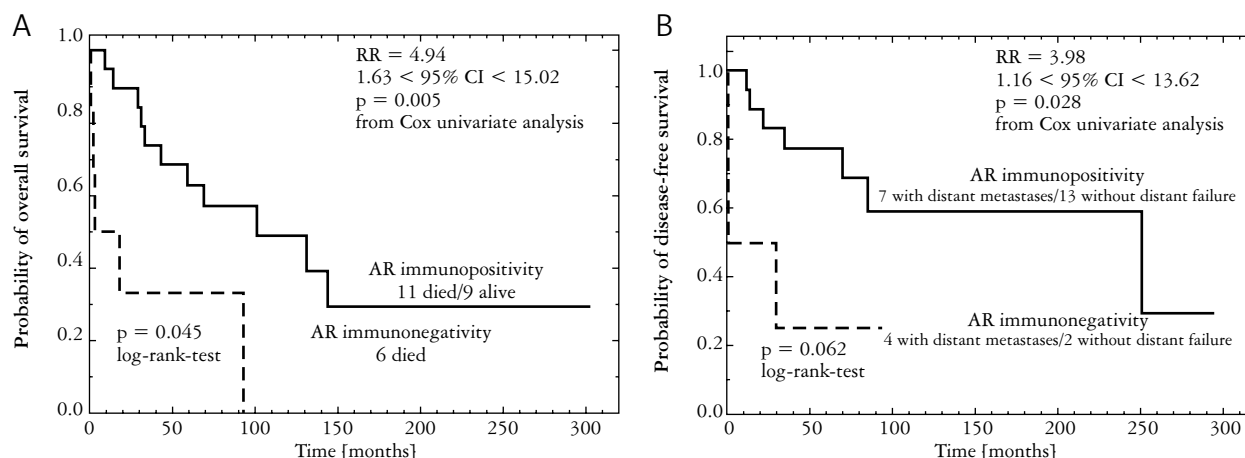 A
Probability of overall survival
1.0
0.8
0.6
0.4
0.2
0.0
RR = 4.94
1.63 < 95% CI < 15.02
p = 0.005
from Cox univariate analysis
AR immunopositivity
11 died/9 alive
AR immunonegativity
6 died
p = 0.045
log-rank-test
0
50
100
150
200
250
300
Time [months]
B
Probability of disease-free survival
1.0
0.8
0.6
0.4
0.2
0.0
RR = 3.98
1.16 < 95% CI < 13.62
p = 0.028
from Cox univariate analysis
AR immunopositivity
7 with distant metastases/13 without distant failure
AR immunonegativity
4 with distant metastases/2 without distant failure
p = 0.062
log-rank-test
0
50
100
150
200
250
300
Time [months]